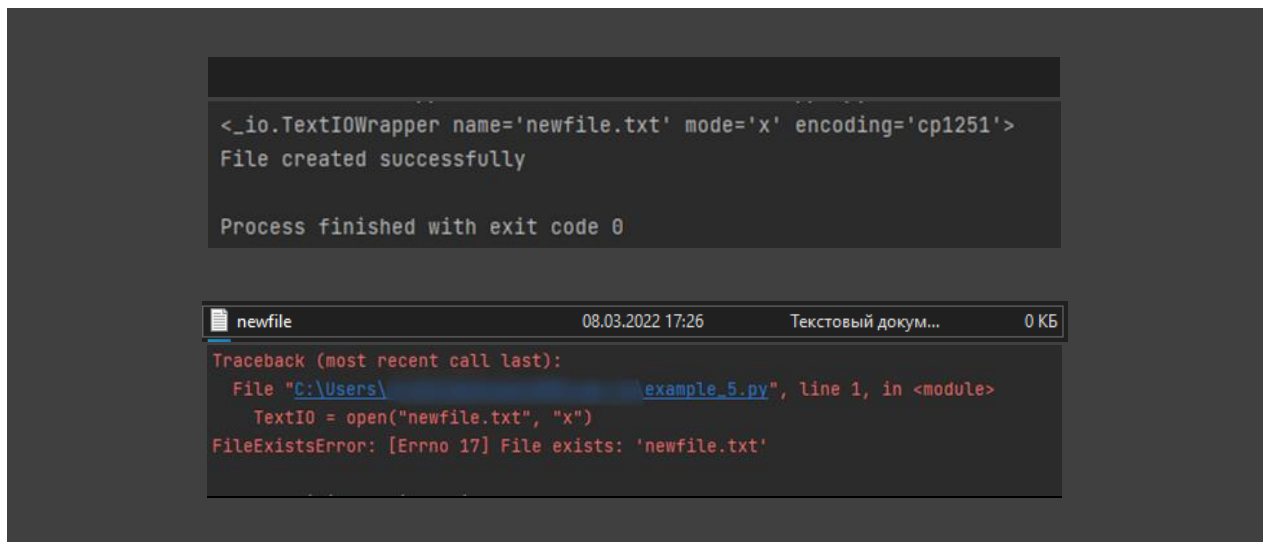 <_io.TextIOWrapper name='newfile.txt' mode='x' encoding='cp1251'>
File created successfully
Process finished with exit code 0
newfile 08.03.2022 17:26 Текстовый докум... 0 КБ
Traceback (most recent call last):
File "C:\Users\ \example_5.py", line 1, in <module>
TextIO = open("newfile.txt", "x")
FileExistsError: [Errno 17] File exists: 'newfile.txt'